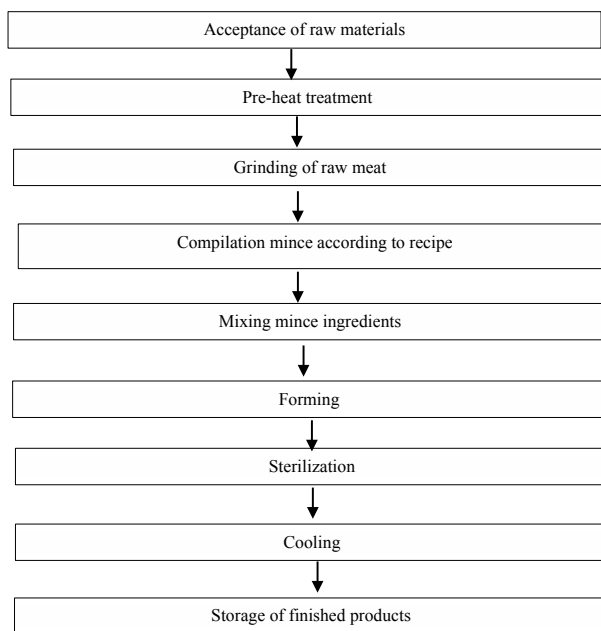 Acceptance of raw materials
Pre-heat treatment
Grinding of raw meat
Compilation mince according to recipe
Mixing mince ingredients
Forming
Sterilization
Cooling
Storage of finished products